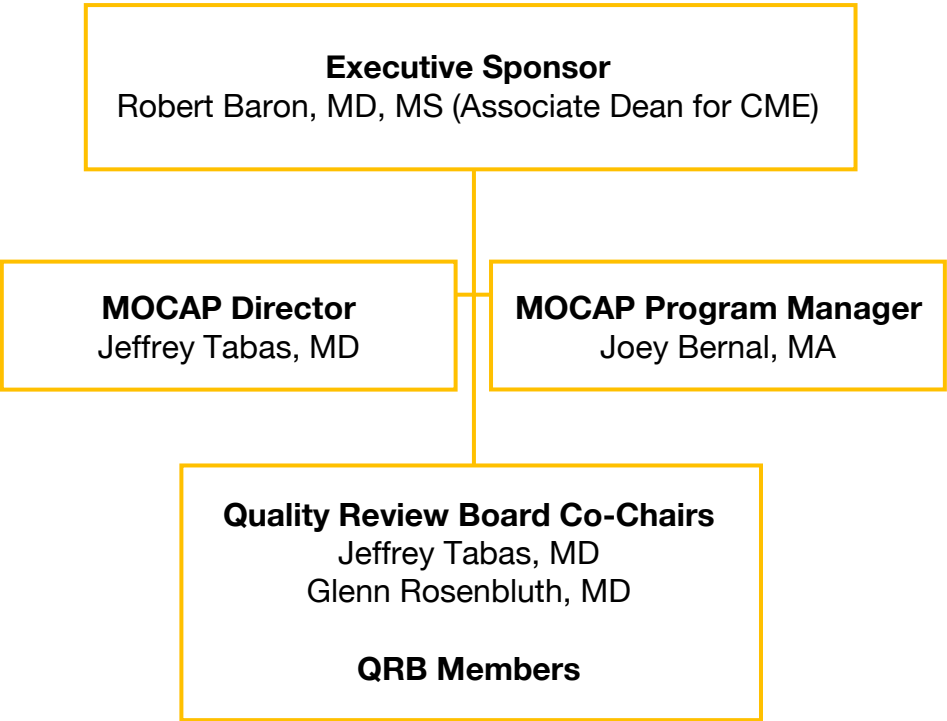 Executive Sponsor
Robert Baron, MD, MS (Associate Dean for CME)
MOCAP Director
Jeffrey Tabas, MD
MOCAP Program Manager
Joey Bernal, MA
Quality Review Board Co-Chairs
Jeffrey Tabas, MD
Glenn Rosenbluth, MD
QRB Members